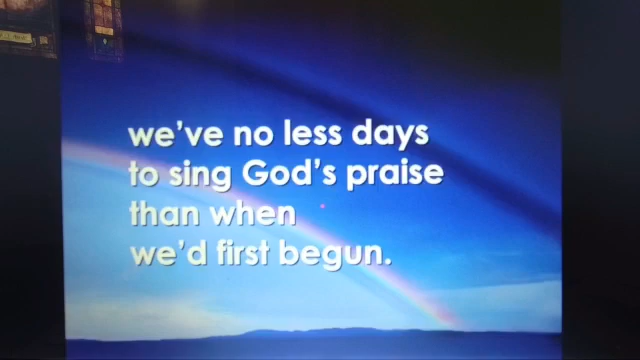 we've no less days
to sing God's praise
than when
we'd first begun.